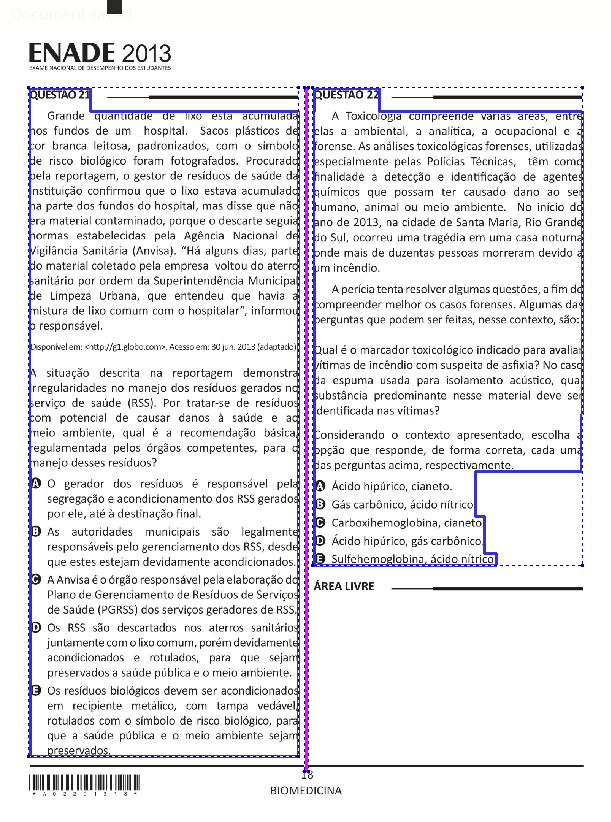 Document saved
ENADE 2013
EXAME NACIONAL DE DESEMPENHO DOS ESTUDANTES
QUESTÃO 21
Grande quantidade de lixo está acumulada
nos fundos de um hospital. Sacos plásticos de
cor branca leitosa, padronizados, com o símbolo
de risco biológico foram fotografados. Procurado
pela reportagem, o gestor de resíduos de saúde da
instituição confirmou que o lixo estava acumulado
na parte dos fundos do hospital, mas disse que não
era material contaminado, porque o descarte seguia
normas estabelecidas pela Agência Nacional de
Vigilância Sanitária (Anvisa). “Há alguns dias, parte
do material coletado pela empresa voltou do aterro
sanitário por ordem da Superintendência Municipal
de Limpeza Urbana, que entendeu que havia a
mistura de lixo comum com o hospitalar”, informou
o responsável.
Disponível em: <http://g1.globo.com>. Acesso em: 30 jun. 2013 (adaptado).
A situação descrita na reportagem demonstra
irregularidades no manejo dos resíduos gerados no
serviço de saúde (RSS). Por tratar-se de resíduos
com potencial de causar danos à saúde e ao
meio ambiente, qual é a recomendação básica,
regulamentada pelos órgãos competentes, para o
manejo desses resíduos?
A O gerador dos resíduos é responsável pela
segregação e acondicionamento dos RSS gerados
por ele, até à destinação final.
B As autoridades municipais são legalmente
responsáveis pelo gerenciamento dos RSS, desde
que estes estejam devidamente acondicionados.
C A Anvisa é o órgão responsável pela elaboração do
Plano de Gerenciamento de Resíduos de Serviços
de Saúde (PGRSS) dos serviços geradores de RSS.
D Os RSS são descartados nos aterros sanitários
juntamente com o lixo comum, porém devidamente
acondicionados e rotulados, para que sejam
preservados a saúde pública e o meio ambiente.
E Os resíduos biológicos devem ser acondicionados
em recipiente metálico, com tampa vedável,
rotulados com o símbolo de risco biológico, para
que a saúde pública e o meio ambiente sejam
preservados.
QUESTÃO 22
A Toxicologia compreende várias áreas, entre
elas a ambiental, a analítica, a ocupacional e a
forense. As análises toxicológicas forenses, utilizadas
especialmente pelas Polícias Técnicas, têm como
finalidade a detecção e identificação de agentes
químicos que possam ter causado dano ao ser
humano, animal ou meio ambiente. No início do
ano de 2013, na cidade de Santa Maria, Rio Grande
do Sul, ocorreu uma tragédia em uma casa noturna
onde mais de duzentas pessoas morreram devido a
um incêndio.
A perícia tenta resolver algumas questões, a fim de
compreender melhor os casos forenses. Algumas das
perguntas que podem ser feitas, nesse contexto, são:
Qual é o marcador toxicológico indicado para avaliar
vítimas de incêndio com suspeita de asfixia? No caso
da espuma usada para isolamento acústico, qual
substância predominante nesse material deve ser
identificada nas vítimas?
Considerando o contexto apresentado, escolha a
opção que responde, de forma correta, cada uma
das perguntas acima, respectivamente.
A Ácido hipúrico, cianeto.
B Gás carbônico, ácido nítrico.
C Carboxihemoglobina, cianeto.
D Ácido hipúrico, gás carbônico.
E Sulfehemoglobina, ácido nítrico.
ÁREA LIVRE
*A0221318*
18
BIOMEDICINA